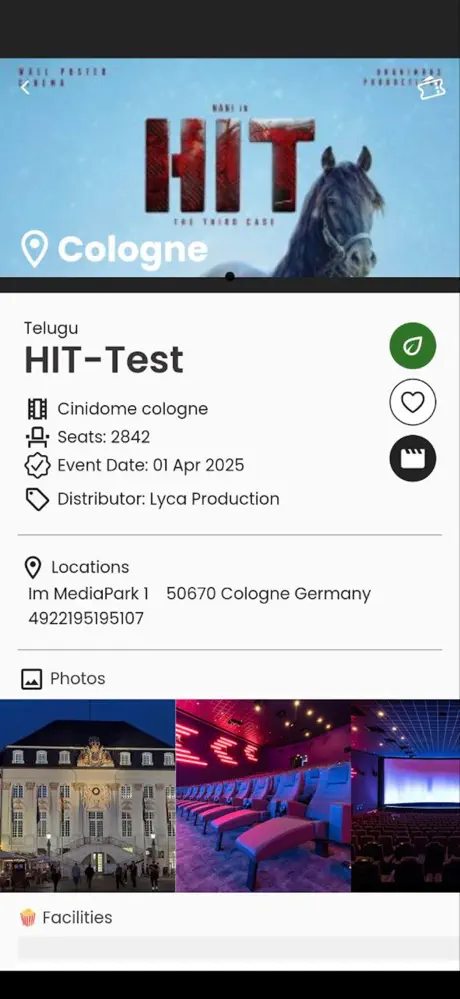 WALL POSTER
CINEMA
UNANIMOUS
PRODUCTIONS
NANI IN
HIT
THE THIRD CASE
Cologne
Telugu
HIT-Test
Cinidome cologne
Seats: 2842
Event Date: 01 Apr 2025
Distributor: Lyca Production
Locations
Im MediaPark 1 50670 Cologne Germany
4922195195107
Photos
Facilities